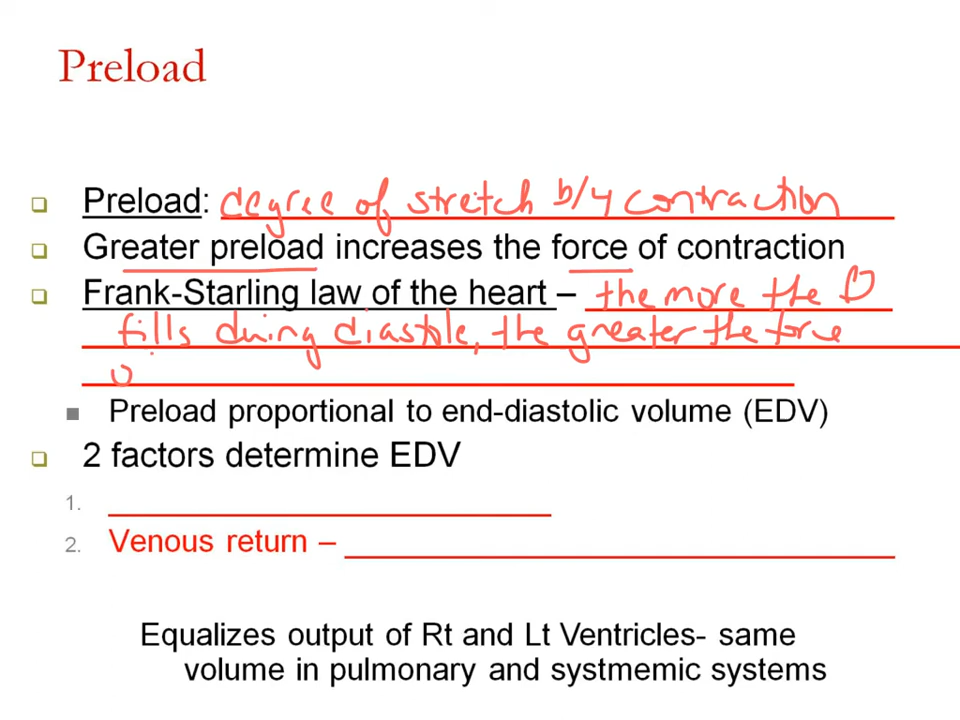 Preload
Preload: degree of stretch b/4 contraction
Greater preload increases the force of contraction
Frank-Starling law of the heart – the more the
fills duing diastole, the greater the force
Preload proportional to end-diastolic volume (EDV)
2 factors determine EDV
1.
2. Venous return –
Equalizes output of Rt and Lt Ventricles- same
volume in pulmonary and systmemic systems